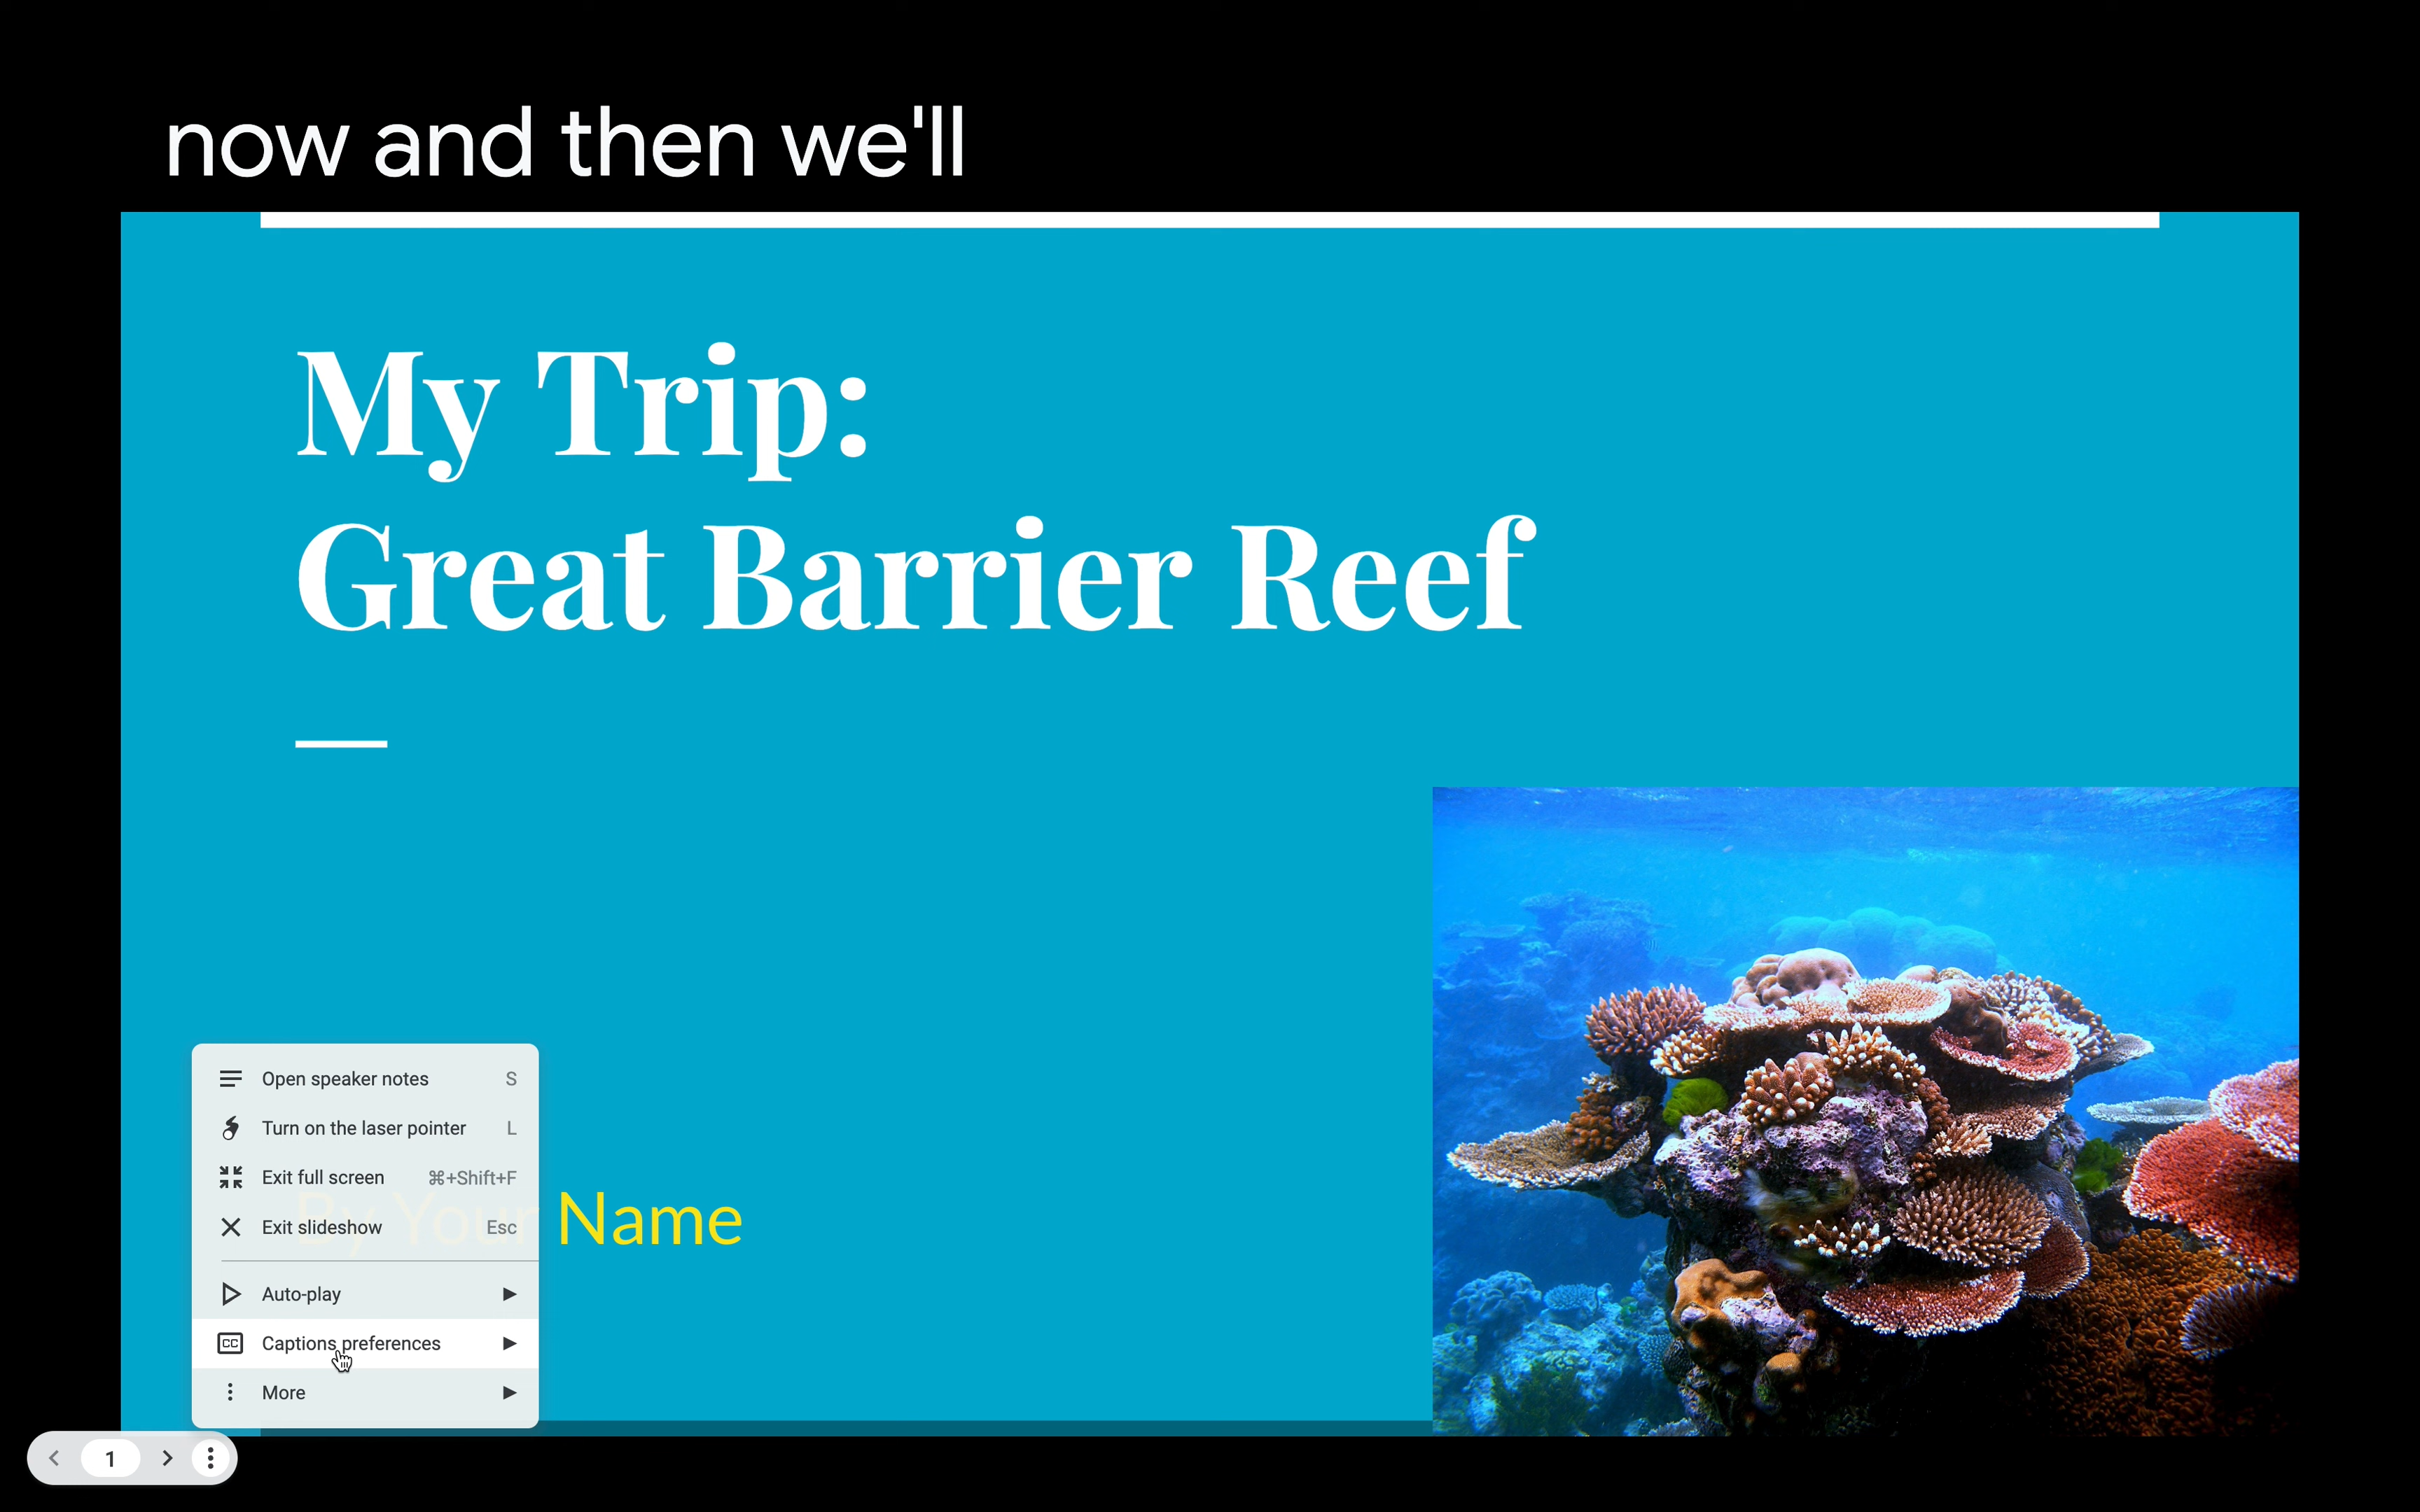 now and then we'll
My Trip:
Great Barrier Reef
Open speaker notes S
Turn on the laser pointer L
Exit full screen ⌘+Shift+F
By Your Name
Exit slideshow Esc
Auto-play
CC Captions preferences
More
1